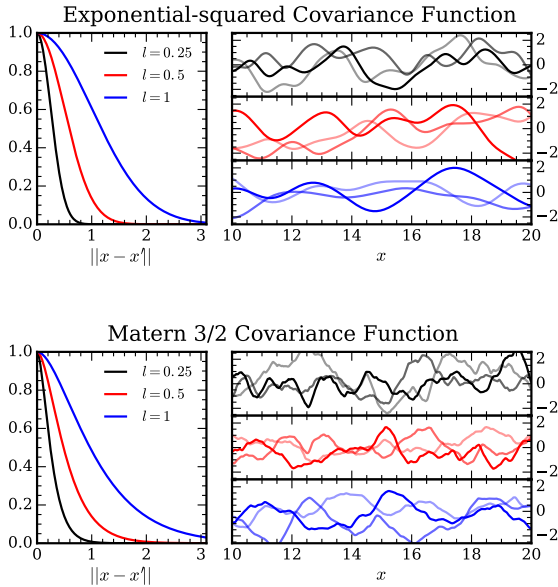 Exponential-squared Covariance Function
1.0
0.8
0.6
0.4
0.2
0.0
l = 0.25
l = 0.5
l = 1
0 1 2 3
||x − x′||
2
0
−2
2
0
−2
2
0
−2
10 12 14 16 18 20
x
Matern 3/2 Covariance Function
1.0
0.8
0.6
0.4
0.2
0.0
l = 0.25
l = 0.5
l = 1
0 1 2 3
||x − x′||
2
0
−2
2
0
−2
2
0
−2
10 12 14 16 18 20
x